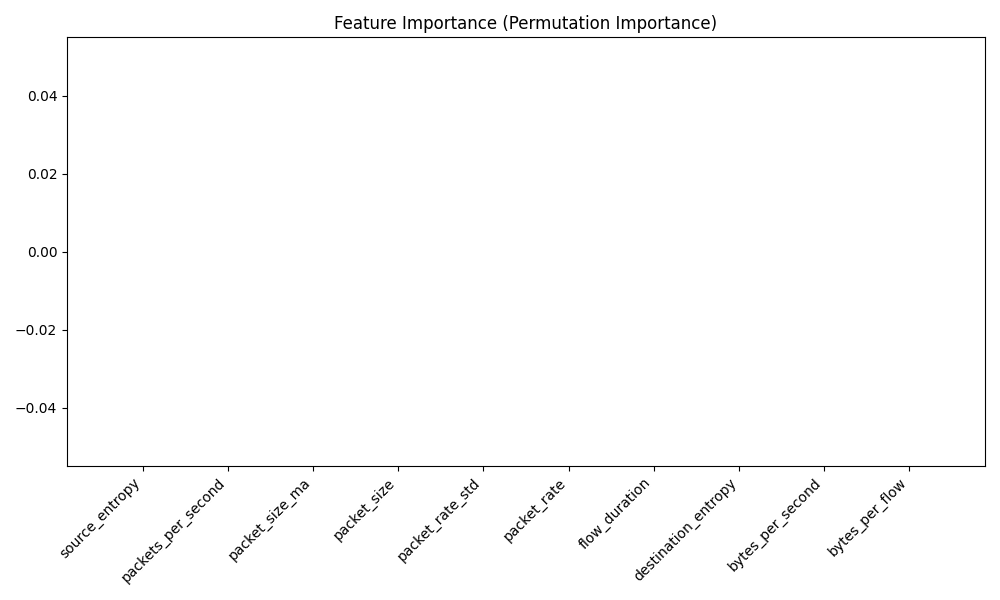 Feature Importance (Permutation Importance)
0.04
0.02
0.00
−0.02
−0.04
source_entropy
packets_per_second
packet_size_ma
packet_size
packet_rate_std
packet_rate
flow_duration
destination_entropy
bytes_per_second
bytes_per_flow